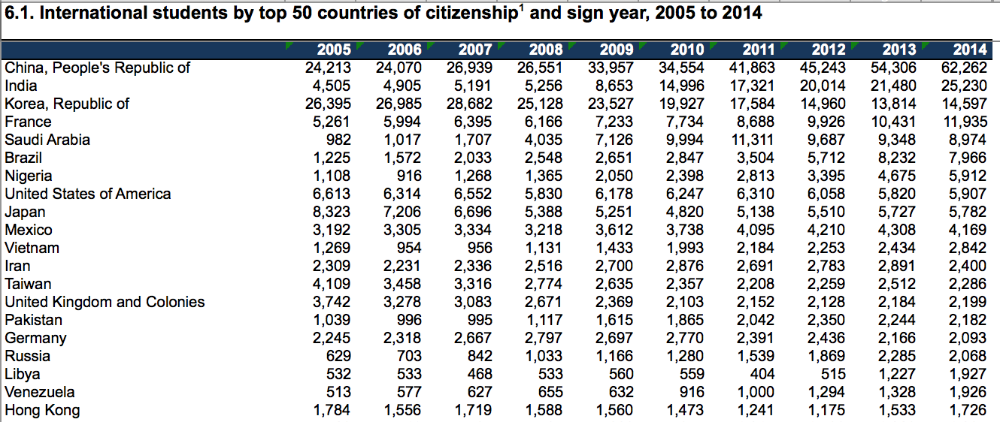 6.1. International students by top 50 countries of citizenship¹ and sign year, 2005 to 2014
2005 2006 2007 2008 2009 2010 2011 2012 2013 2014
China, People's Republic of 24,213 24,070 26,939 26,551 33,957 34,554 41,863 45,243 54,306 62,262
India 4,505 4,905 5,191 5,256 8,653 14,996 17,321 20,014 21,480 25,230
Korea, Republic of 26,395 26,985 28,682 25,128 23,527 19,927 17,584 14,960 13,814 14,597
France 5,261 5,994 6,395 6,166 7,233 7,734 8,688 9,926 10,431 11,935
Saudi Arabia 982 1,017 1,707 4,035 7,126 9,994 11,311 9,687 9,348 8,974
Brazil 1,225 1,572 2,033 2,548 2,651 2,847 3,504 5,712 8,232 7,966
Nigeria 1,108 916 1,268 1,365 2,050 2,398 2,813 3,395 4,675 5,912
United States of America 6,613 6,314 6,552 5,830 6,178 6,247 6,310 6,058 5,820 5,907
Japan 8,323 7,206 6,696 5,388 5,251 4,820 5,138 5,510 5,727 5,782
Mexico 3,192 3,305 3,334 3,218 3,612 3,738 4,095 4,210 4,308 4,169
Vietnam 1,269 954 956 1,131 1,433 1,993 2,184 2,253 2,434 2,842
Iran 2,309 2,231 2,336 2,516 2,700 2,876 2,691 2,783 2,891 2,400
Taiwan 4,109 3,458 3,316 2,774 2,635 2,357 2,208 2,259 2,512 2,286
United Kingdom and Colonies 3,742 3,278 3,083 2,671 2,369 2,103 2,152 2,128 2,184 2,199
Pakistan 1,039 996 995 1,117 1,615 1,865 2,042 2,350 2,244 2,182
Germany 2,245 2,318 2,667 2,797 2,697 2,770 2,391 2,436 2,166 2,093
Russia 629 703 842 1,033 1,166 1,280 1,539 1,869 2,285 2,068
Libya 532 533 468 533 560 559 404 515 1,227 1,927
Venezuela 513 577 627 655 632 916 1,000 1,294 1,328 1,926
Hong Kong 1,784 1,556 1,719 1,588 1,560 1,473 1,241 1,175 1,533 1,726